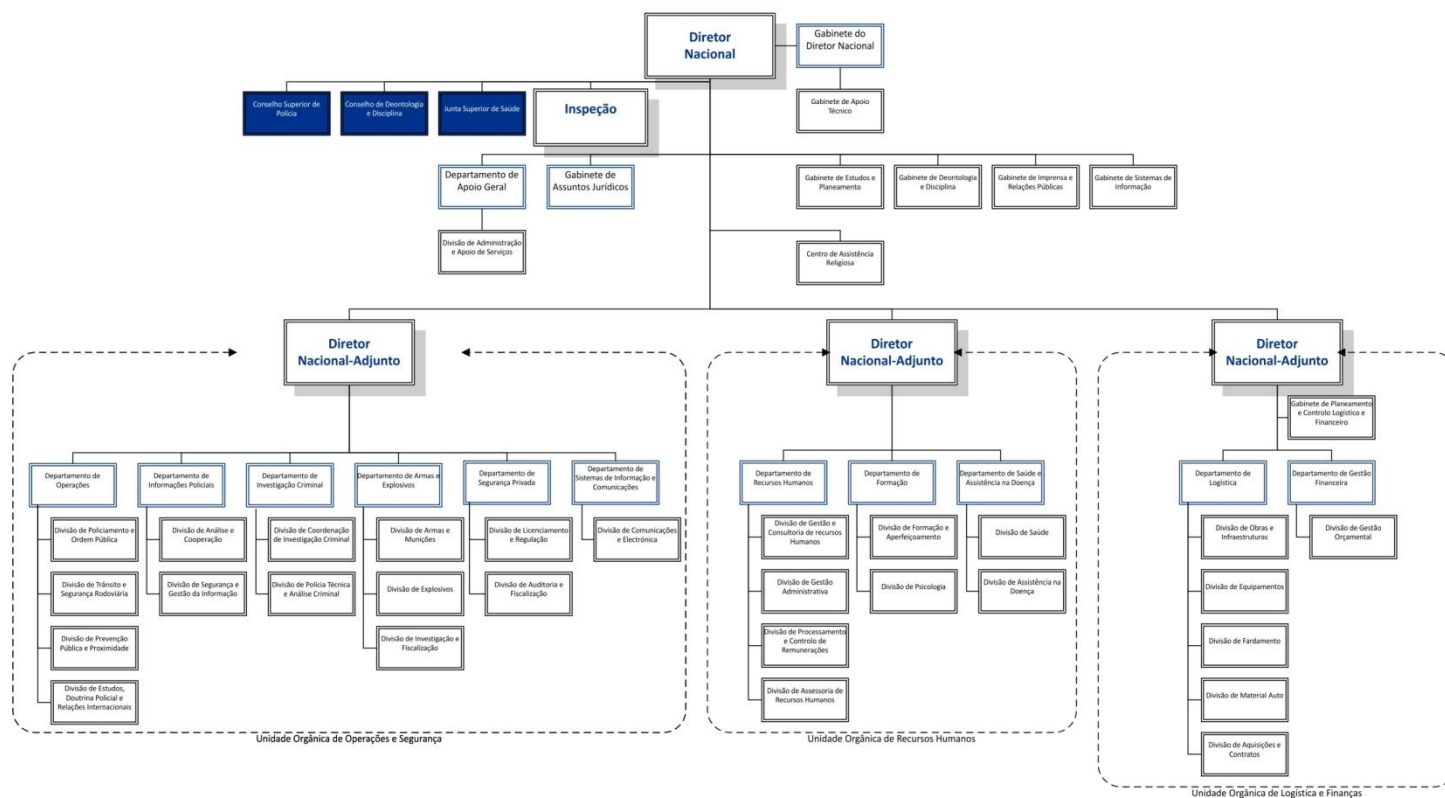 Diretor
Nacional
Gabinete do
Diretor Nacional
Gabinete de Apoio
Técnico
Conselho Superior de
Polícia
Conselho de Deontologia
e Disciplina
Junta Superior de Saúde
Inspeção
Departamento de
Apoio Geral
Gabinete de
Assuntos Jurídicos
Gabinete de Estudos e
Planeamento
Gabinete de Deontologia
e Disciplina
Gabinete de Imprensa e
Relações Públicas
Gabinete de Sistemas de
Informação
Divisão de Administração
e Apoio de Serviços
Centro de Assistência
Religiosa
Diretor
Nacional-Adjunto
Departamento de
Operações
Departamento de
Informações Policiais
Departamento de
Investigação Criminal
Departamento de Armas e
Explosivos
Departamento de
Segurança Privada
Departamento de
Sistemas de Informação e
Comunicações
Divisão de Policiamento e
Ordem Pública
Divisão de Análise e
Cooperação
Divisão de Coordenação
de Investigação Criminal
Divisão de Armas e
Munições
Divisão de Licenciamento
e Regulação
Divisão de Comunicações
e Electrónica
Divisão de Trânsito e
Segurança Rodoviária
Divisão de Segurança e
Gestão da Informação
Divisão de Polícia Técnica
e Análise Criminal
Divisão de Explosivos
Divisão de Auditoria e
Fiscalização
Divisão de Prevenção
Pública e Proximidade
Divisão de Investigação e
Fiscalização
Divisão de Estudos,
Doutrina Policial e
Relações Internacionais
Unidade Orgânica de Operações e Segurança
Diretor
Nacional-Adjunto
Departamento de
Recursos Humanos
Departamento de
Formação
Departamento de Saúde e
Assistência na Doença
Divisão de Gestão e
Consultoria de recursos
Humanos
Divisão de Formação e
Aperfeiçoamento
Divisão de Saúde
Divisão de Gestão
Administrativa
Divisão de Psicologia
Divisão de Assistência na
Doença
Divisão de Processamento
e Controlo de
Remunerações
Divisão de Assessoria de
Recursos Humanos
Unidade Orgânica de Recursos Humanos
Diretor
Nacional-Adjunto
Gabinete de Planeamento
e Controlo Logístico e
Financeiro
Departamento de
Logística
Departamento de Gestão
Financeira
Divisão de Obras e
Infraestruturas
Divisão de Gestão
Orçamental
Divisão de Equipamentos
Divisão de Fardamento
Divisão de Material Auto
Divisão de Aquisições e
Contratos
Unidade Orgânica de Logística e Finanças